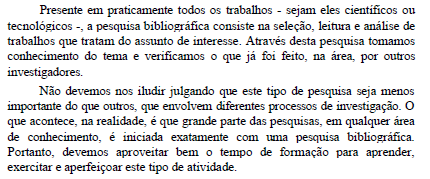 Presente em praticamente todos os trabalhos - sejam eles científicos ou
tecnológicos -, a pesquisa bibliográfica consiste na seleção, leitura e análise de
trabalhos que tratam do assunto de interesse. Através desta pesquisa tomamos
conhecimento do tema e verificamos o que já foi feito, na área, por outros
investigadores.
Não devemos nos iludir julgando que este tipo de pesquisa seja menos
importante do que outros, que envolvem diferentes processos de investigação. O
que acontece, na realidade, é que grande parte das pesquisas, em qualquer área
de conhecimento, é iniciada exatamente com uma pesquisa bibliográfica.
Portanto, devemos aproveitar bem o tempo de formação para aprender,
exercitar e aperfeiçoar este tipo de atividade.